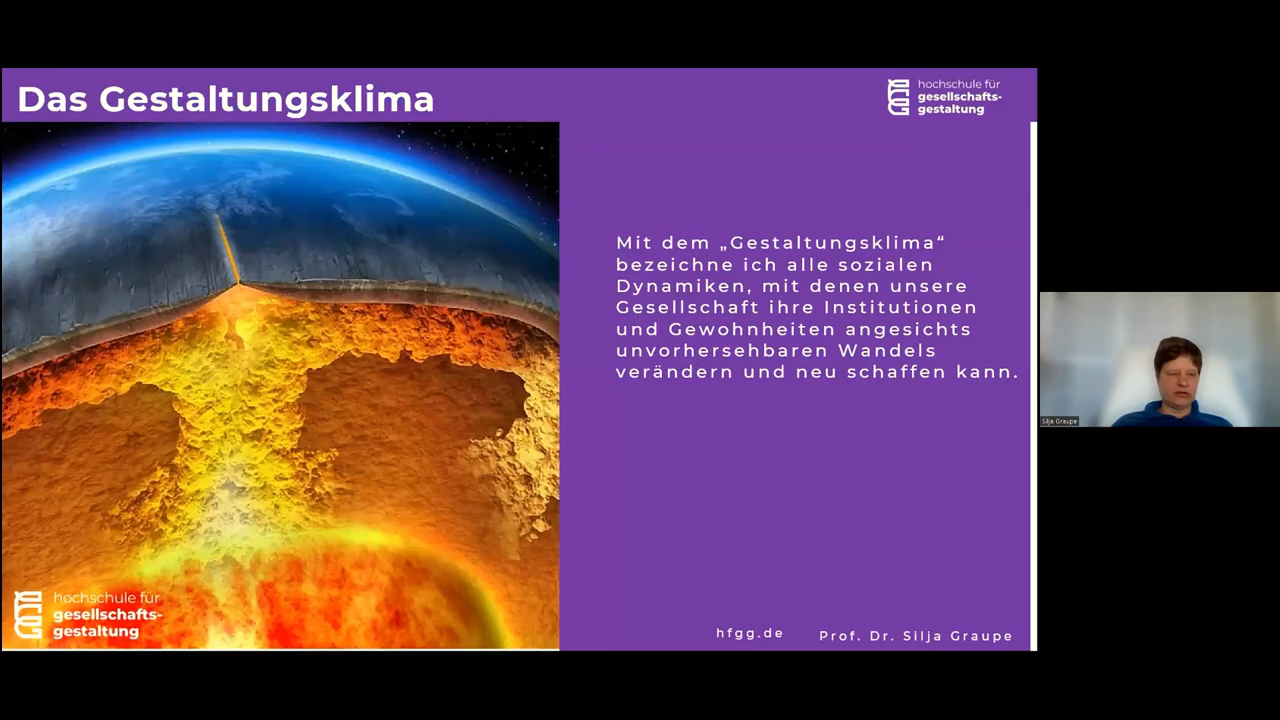 Das Gestaltungsklima
hochschule für
gesellschafts-
gestaltung
Mit dem „Gestaltungsklima“
bezeichne ich alle sozialen
Dynamiken, mit denen unsere
Gesellschaft ihre Institutionen
und Gewohnheiten angesichts
unvorhersehbaren Wandels
verändern und neu schaffen kann.
Silja Graupe
hochschule für
gesellschafts-
gestaltung
hfgg.de
Prof. Dr. Silja Graupe